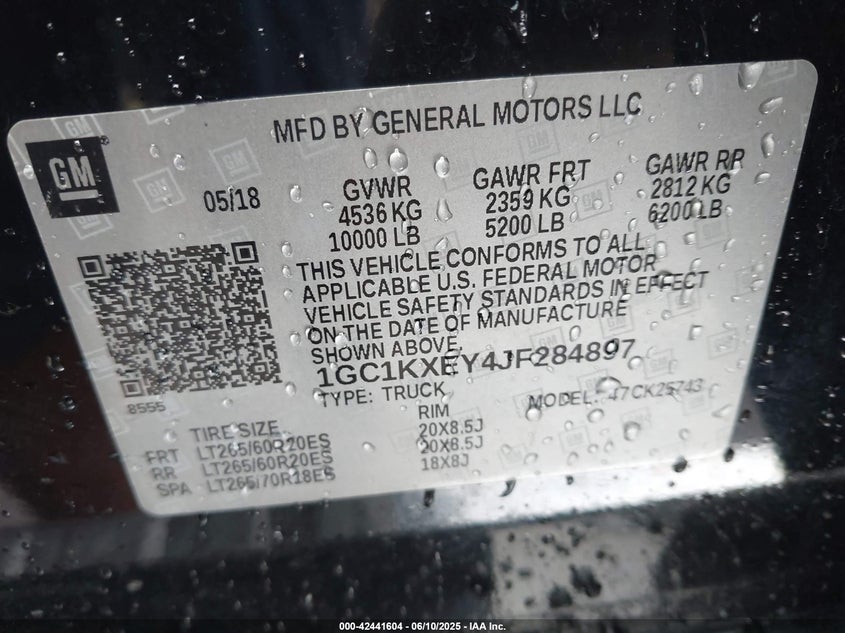 MFD BY GENERAL MOTORS LLC
GM
05/18
GVWR
4536 KG
10000 LB
GAWR FRT
2359 KG
5200 LB
GAWR RR
2812 KG
6200 LB
THIS VEHICLE CONFORMS TO ALL
APPLICABLE U.S. FEDERAL MOTOR
VEHICLE SAFETY STANDARDS IN EFFECT
ON THE DATE OF MANUFACTURE
SHOWN ABOVE.
1GC1KXEY4JF284897
8555
TYPE: TRUCK
MODEL: 47CK25743
TIRE SIZE
RIM
FRT LT265/60R20ES 20X8.5J
RR LT265/60R20ES 20X8.5J
SPA LT265/70R18ES 18X8J
000-42441604 - 06/10/2025 - IAA Inc.